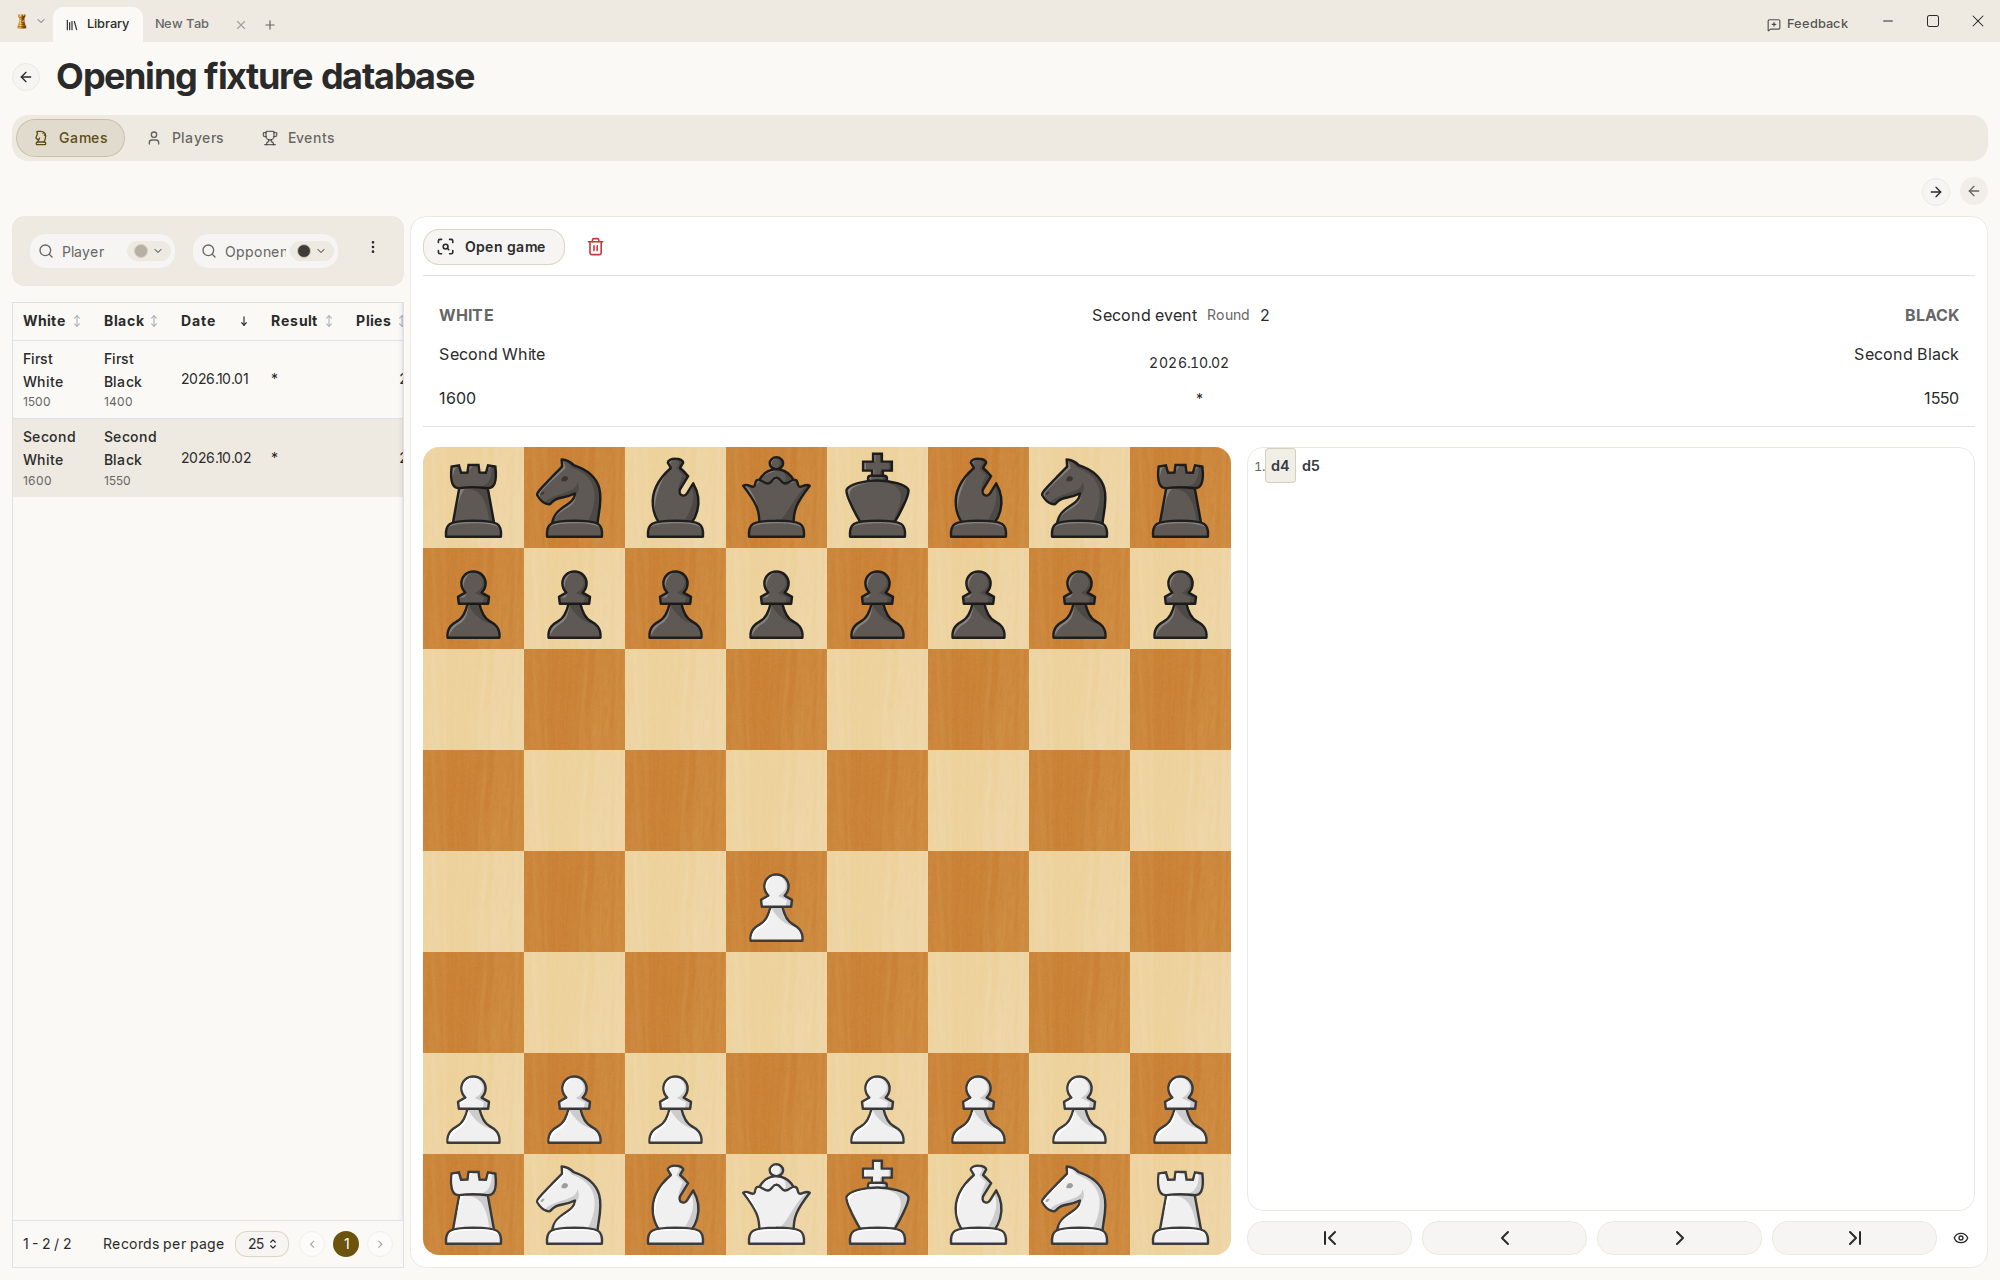 Library
New Tab
Feedback
Opening fixture database
Games
Players
Events
Player
Open game
White
Black
Date
Result
Plies
First White
1500
First Black
1400
2026.10.01
*
Second White
1600
Second Black
1550
2026.10.02
*
WHITE
Second event Round 2
BLACK
Second White
2026.10.02
Second Black
1600
*
1550
1. d4 d5
1 - 2 / 2
Records per page
25
1